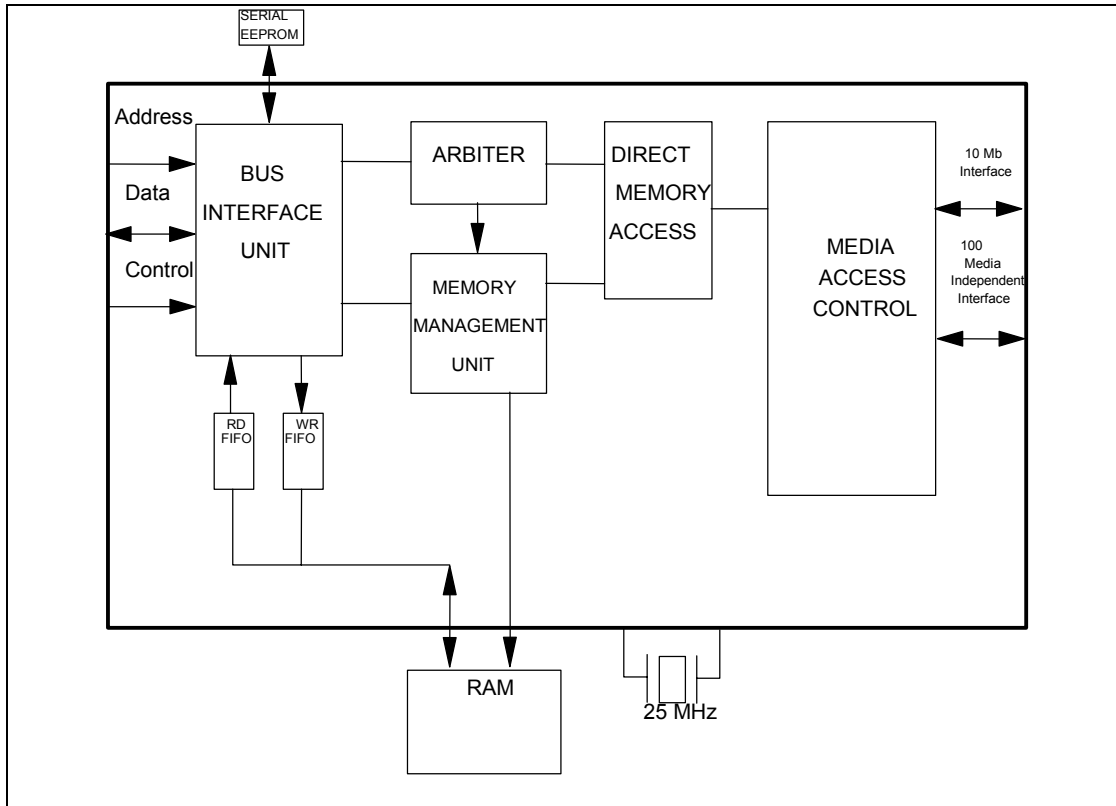 SERIAL
EEPROM
Address
Data
Control
BUS
INTERFACE
UNIT
ARBITER
MEMORY
MANAGEMENT
UNIT
DIRECT
MEMORY
ACCESS
MEDIA
ACCESS
CONTROL
10 Mb
Interface
100
Media
Independent
Interface
RD
FIFO
WR
FIFO
RAM
25 MHz